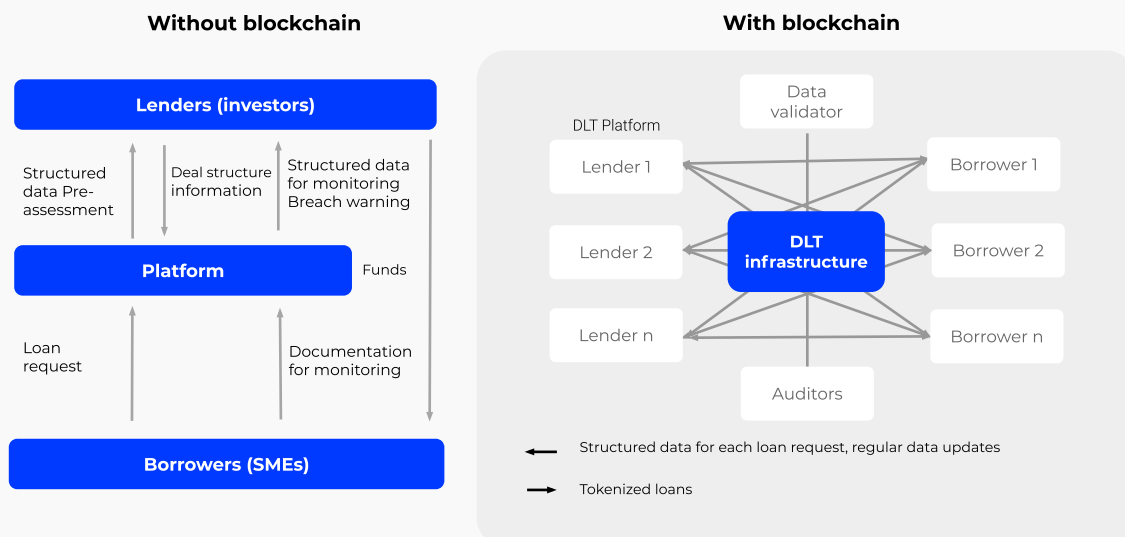 Without blockchain
Lenders (investors)
Structured
data Pre-
assessment
Deal structure
information
Structured data
for monitoring
Breach warning
Platform
Funds
Loan
request
Documentation
for monitoring
Borrowers (SMEs)
With blockchain
Data
validator
DLT Platform
Lender 1
Borrower 1
Lender 2
DLT
infrastructure
Borrower 2
Lender n
Borrower n
Auditors
Structured data for each loan request, regular data updates
Tokenized loans